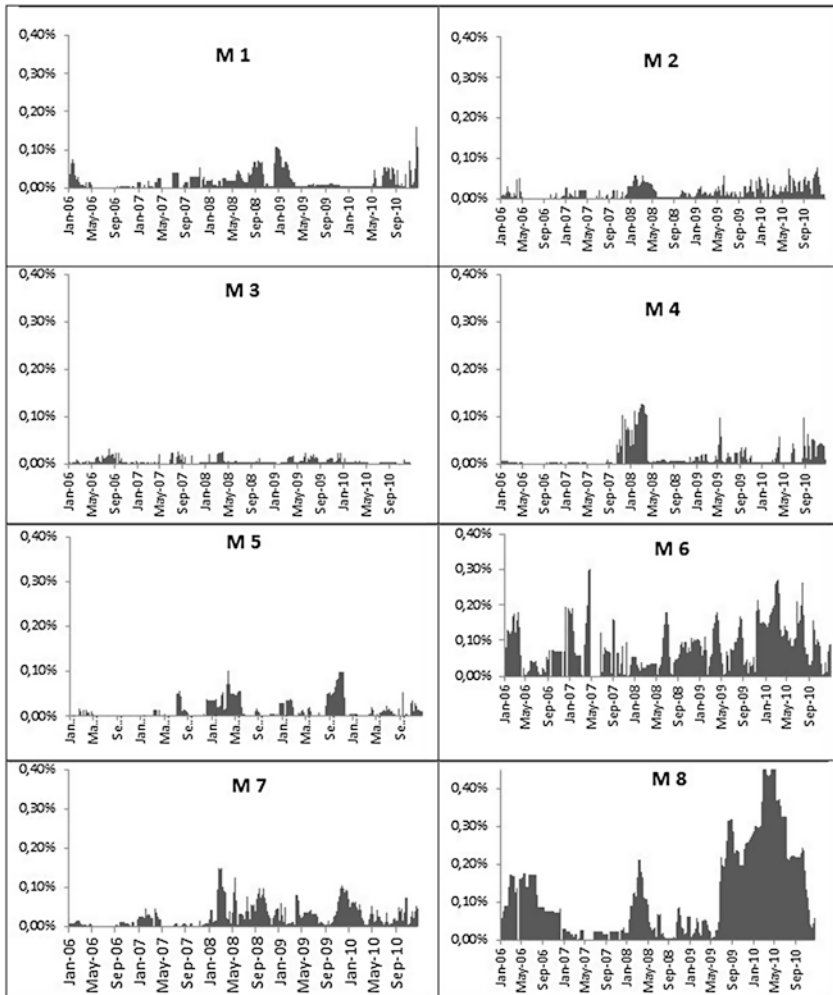 M 1
0,40%
0,30%
0,20%
0,10%
0,00%
Jan-06 May-06 Sep-06 Jan-07 May-07 Sep-07 Jan-08 May-08 Sep-08 Jan-09 May-09 Sep-09 Jan-10 May-10 Sep-10
M 2
0,40%
0,30%
0,20%
0,10%
0,00%
Jan-06 May-06 Sep-06 Jan-07 May-07 Sep-07 Jan-08 May-08 Sep-08 Jan-09 May-09 Sep-09 Jan-10 May-10 Sep-10
M 3
0,40%
0,30%
0,20%
0,10%
0,00%
Jan-06 May-06 Sep-06 Jan-07 May-07 Sep-07 Jan-08 May-08 Sep-08 Jan-09 May-09 Sep-09 Jan-10 May-10 Sep-10
M 4
0,40%
0,30%
0,20%
0,10%
0,00%
Jan-06 May-06 Sep-06 Jan-07 May-07 Sep-07 Jan-08 May-08 Sep-08 Jan-09 May-09 Sep-09 Jan-10 May-10 Sep-10
M 5
0,40%
0,30%
0,20%
0,10%
0,00%
Jan.. Ma.. Se.. Jan.. Ma.. Se.. Jan.. Ma.. Se.. Jan.. Ma.. Se.. Jan.. Ma.. Se..
M 6
0,40%
0,30%
0,20%
0,10%
0,00%
Jan-06 May-06 Sep-06 Jan-07 May-07 Sep-07 Jan-08 May-08 Sep-08 Jan-09 May-09 Sep-09 Jan-10 May-10 Sep-10
M 7
0,40%
0,30%
0,20%
0,10%
0,00%
Jan-06 May-06 Sep-06 Jan-07 May-07 Sep-07 Jan-08 May-08 Sep-08 Jan-09 May-09 Sep-09 Jan-10 May-10 Sep-10
M 8
0,40%
0,30%
0,20%
0,10%
0,00%
Jan-06 May-06 Sep-06 Jan-07 May-07 Sep-07 Jan-08 May-08 Sep-08 Jan-09 May-09 Sep-09 Jan-10 May-10 Sep-10